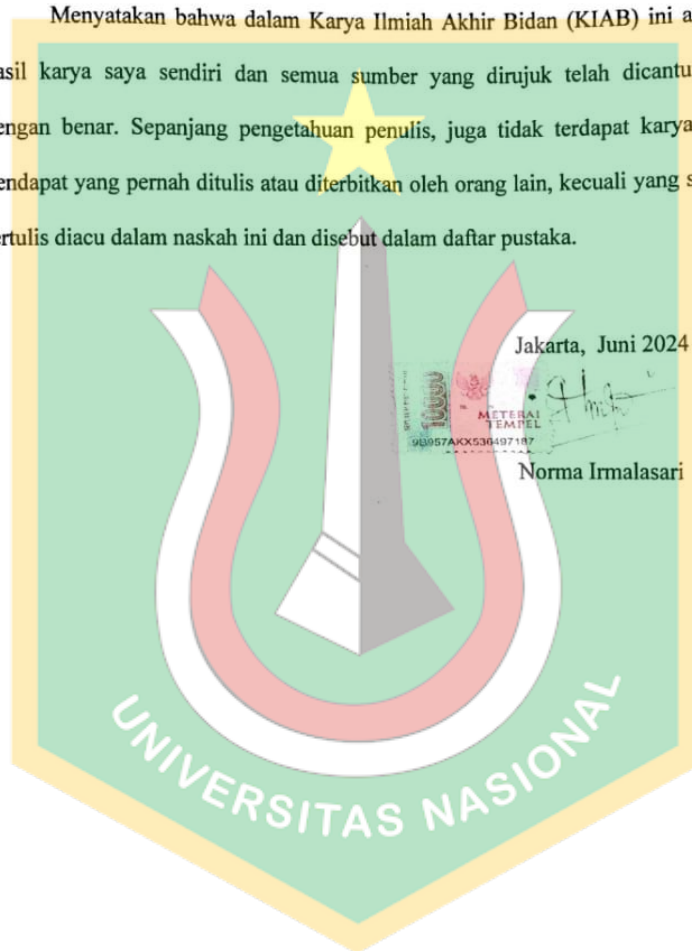 Menyatakan bahwa dalam Karya Ilmiah Akhir Bidan (KIAB) ini a
asil karya saya sendiri dan semua sumber yang dirujuk telah dicantu
engan benar. Sepanjang pengetahuan penulis, juga tidak terdapat karya
endapat yang pernah ditulis atau diterbitkan oleh orang lain, kecuali yang s
ertulis diacu dalam naskah ini dan disebut dalam daftar pustaka.
Jakarta, Juni 2024
10000
METERAI
TEMPEL
9B957AKX536497187
Norma Irmalasari
UNIVERSITAS NASIONAL